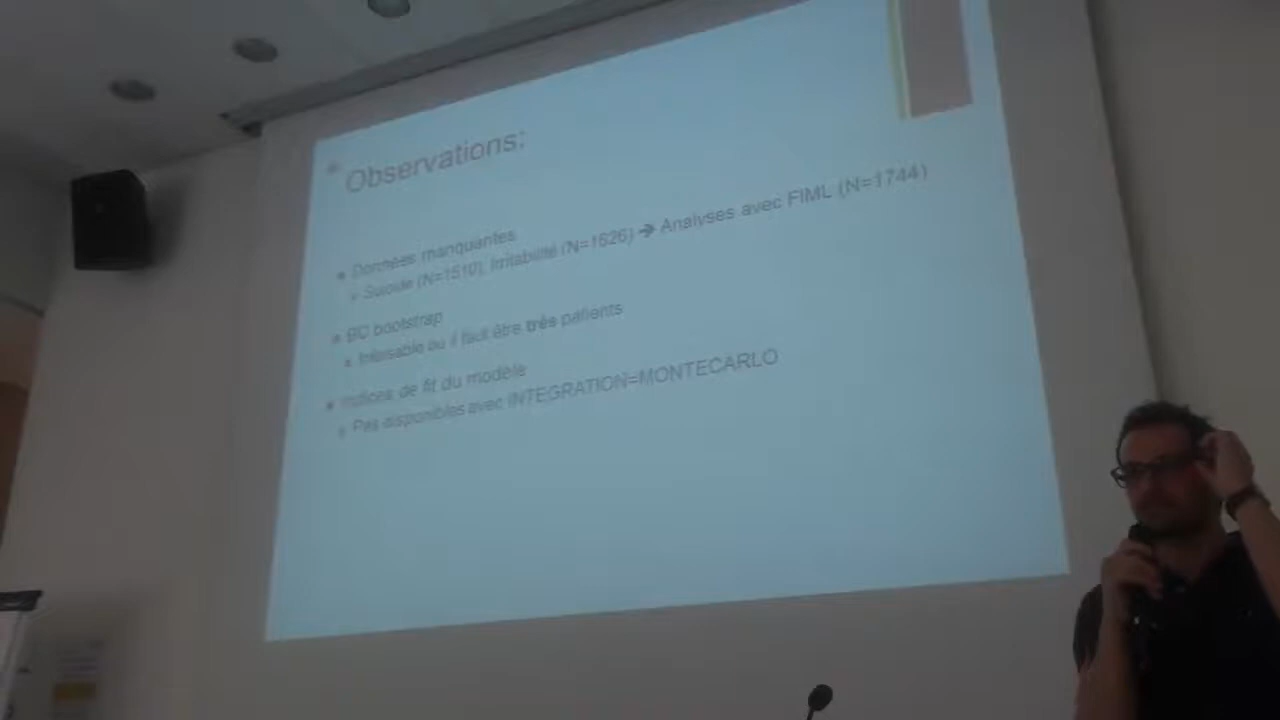 * Observations:
Données manquantes
Suicide (N=1510), Irritabilité (N=1626) ➔ Analyses avec FIML (N=1744)
BC bootstrap
Infaisable ou il faut être très patients
Indices de fit du modèle
Pas disponibles avec INTEGRATION=MONTECARLO